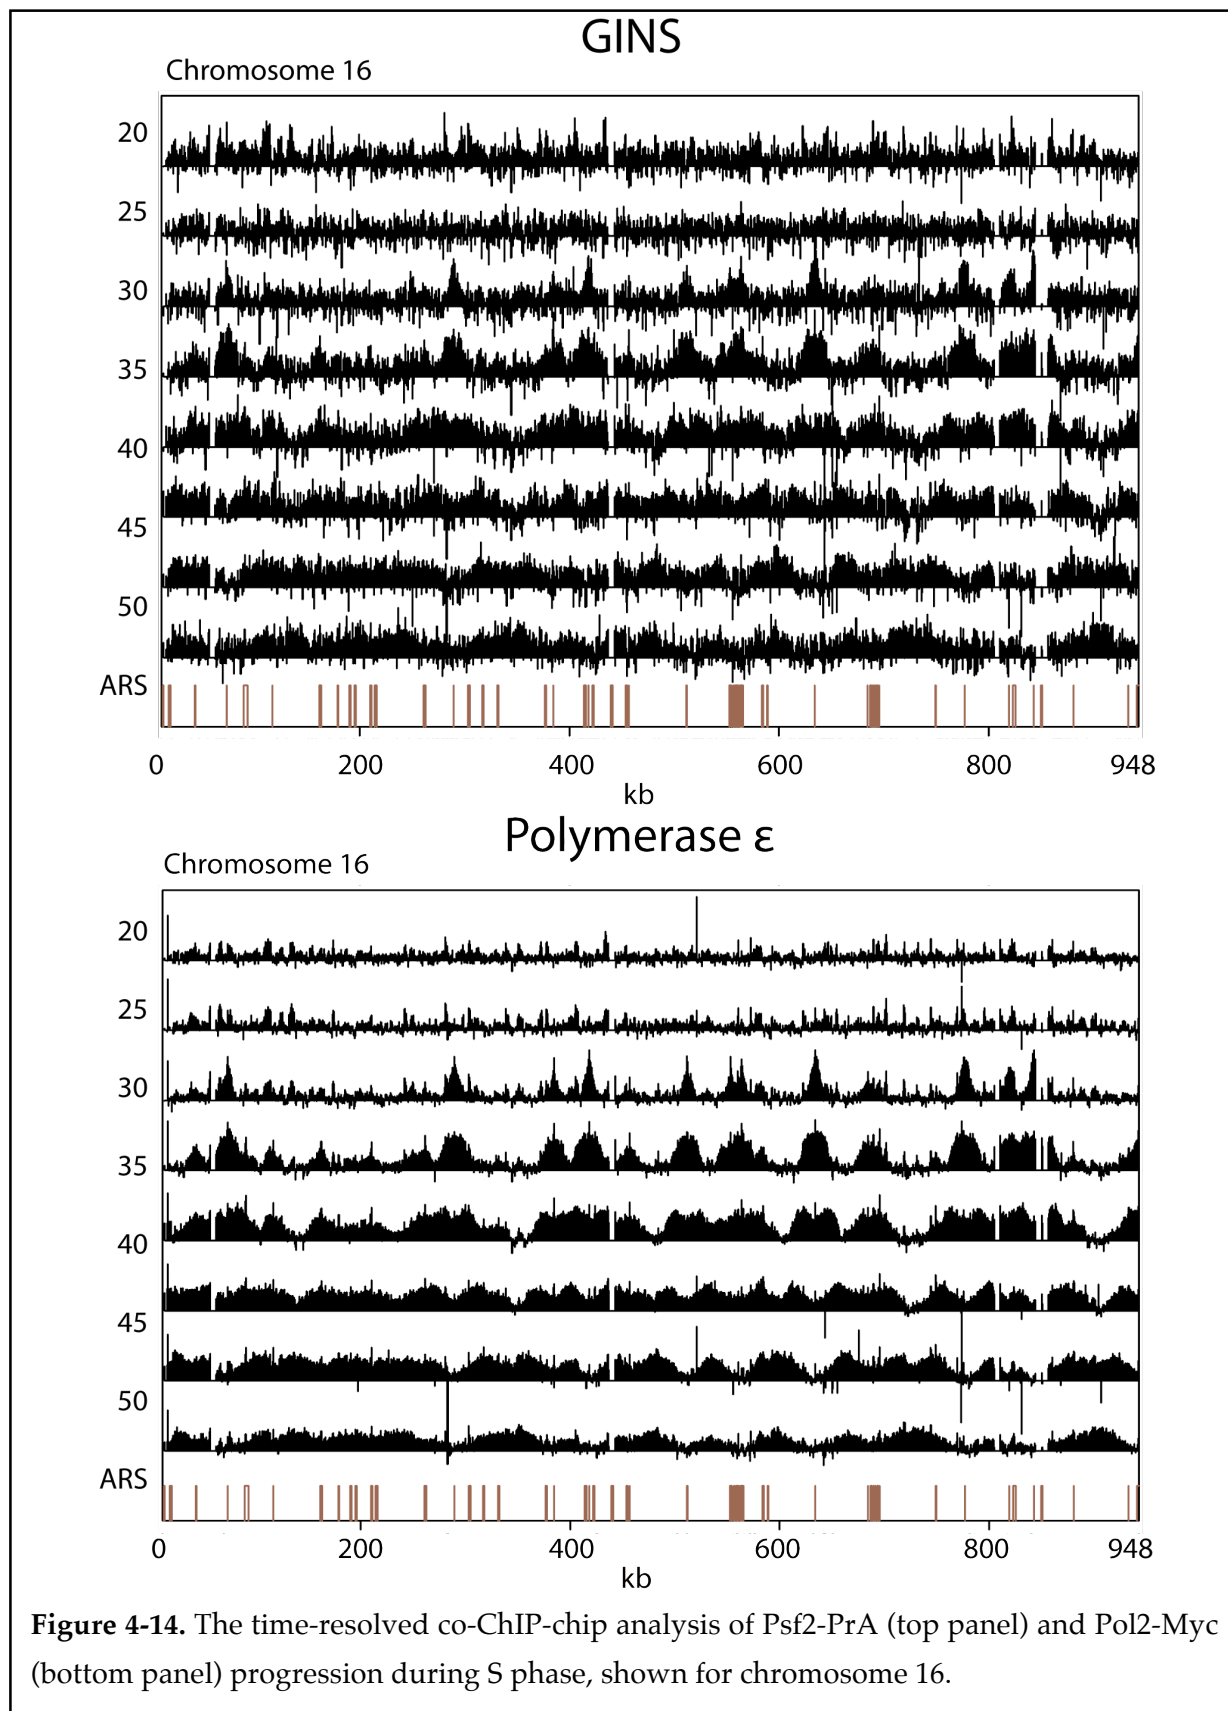 GINS
Chromosome 16
20
25
30
35
40
45
50
ARS
0 200 400 600 800 948
kb
Polymerase ε
Chromosome 16
20
25
30
35
40
45
50
ARS
0 200 400 600 800 948
kb
Figure 4-14. The time-resolved co-ChIP-chip analysis of Psf2-PrA (top panel) and Pol2-Myc
(bottom panel) progression during S phase, shown for chromosome 16.